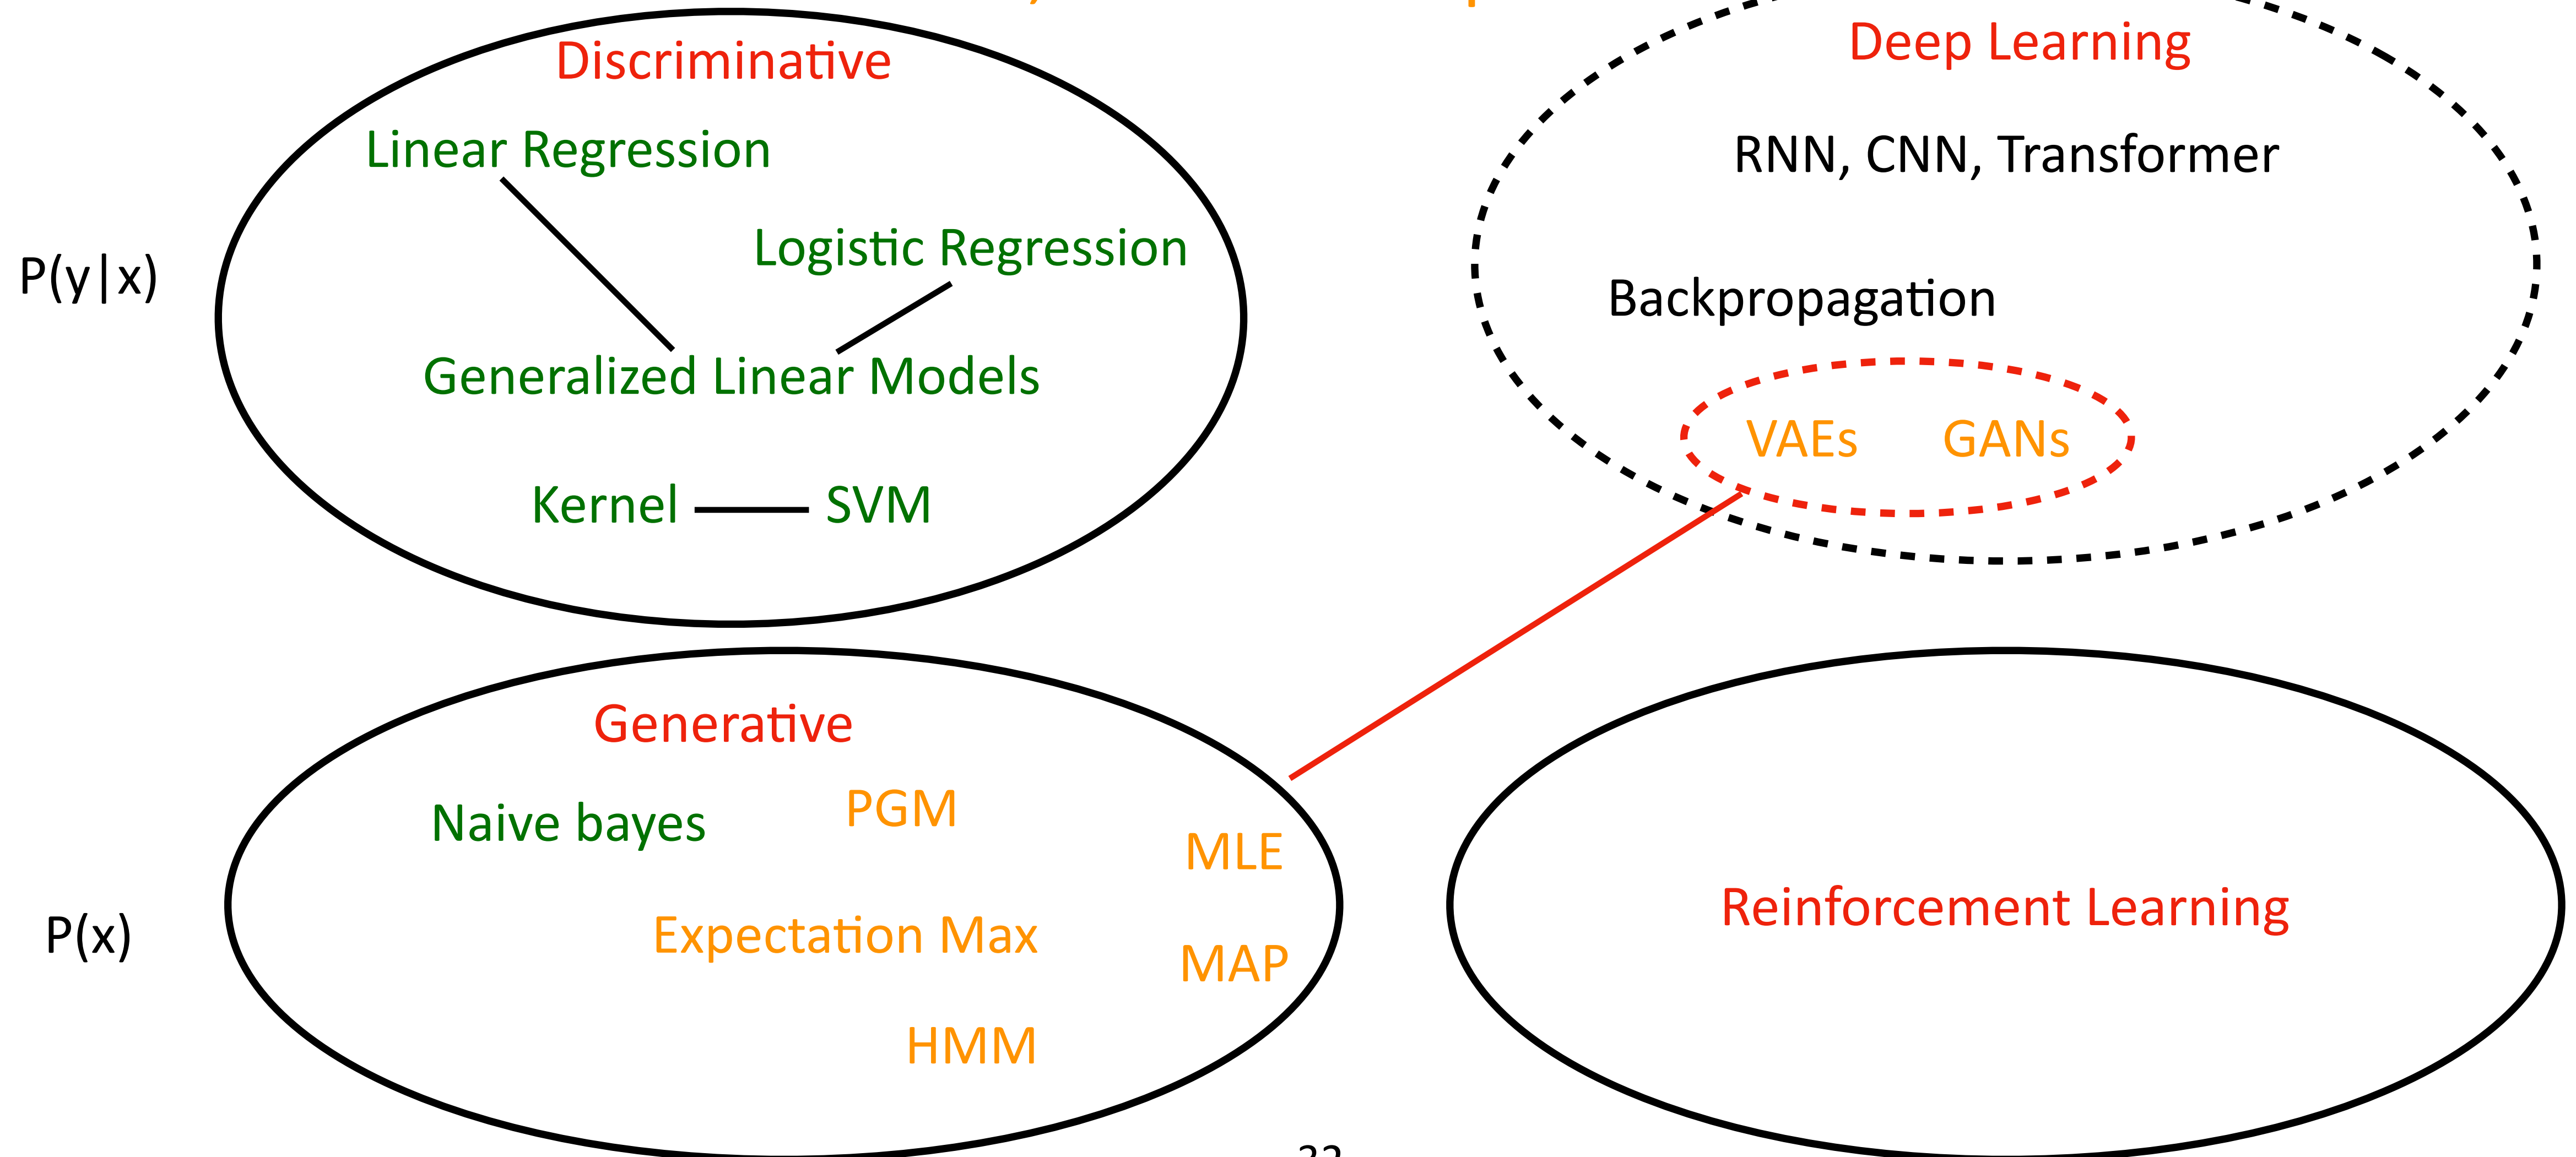 Discriminative
Linear Regression
Logistic Regression
P(y|x)
Generalized Linear Models
Kernel
SVM
Deep Learning
RNN, CNN, Transformer
Backpropagation
VAEs
GANs
Generative
Naive bayes
PGM
MLE
P(x)
Expectation Max
MAP
HMM
Reinforcement Learning